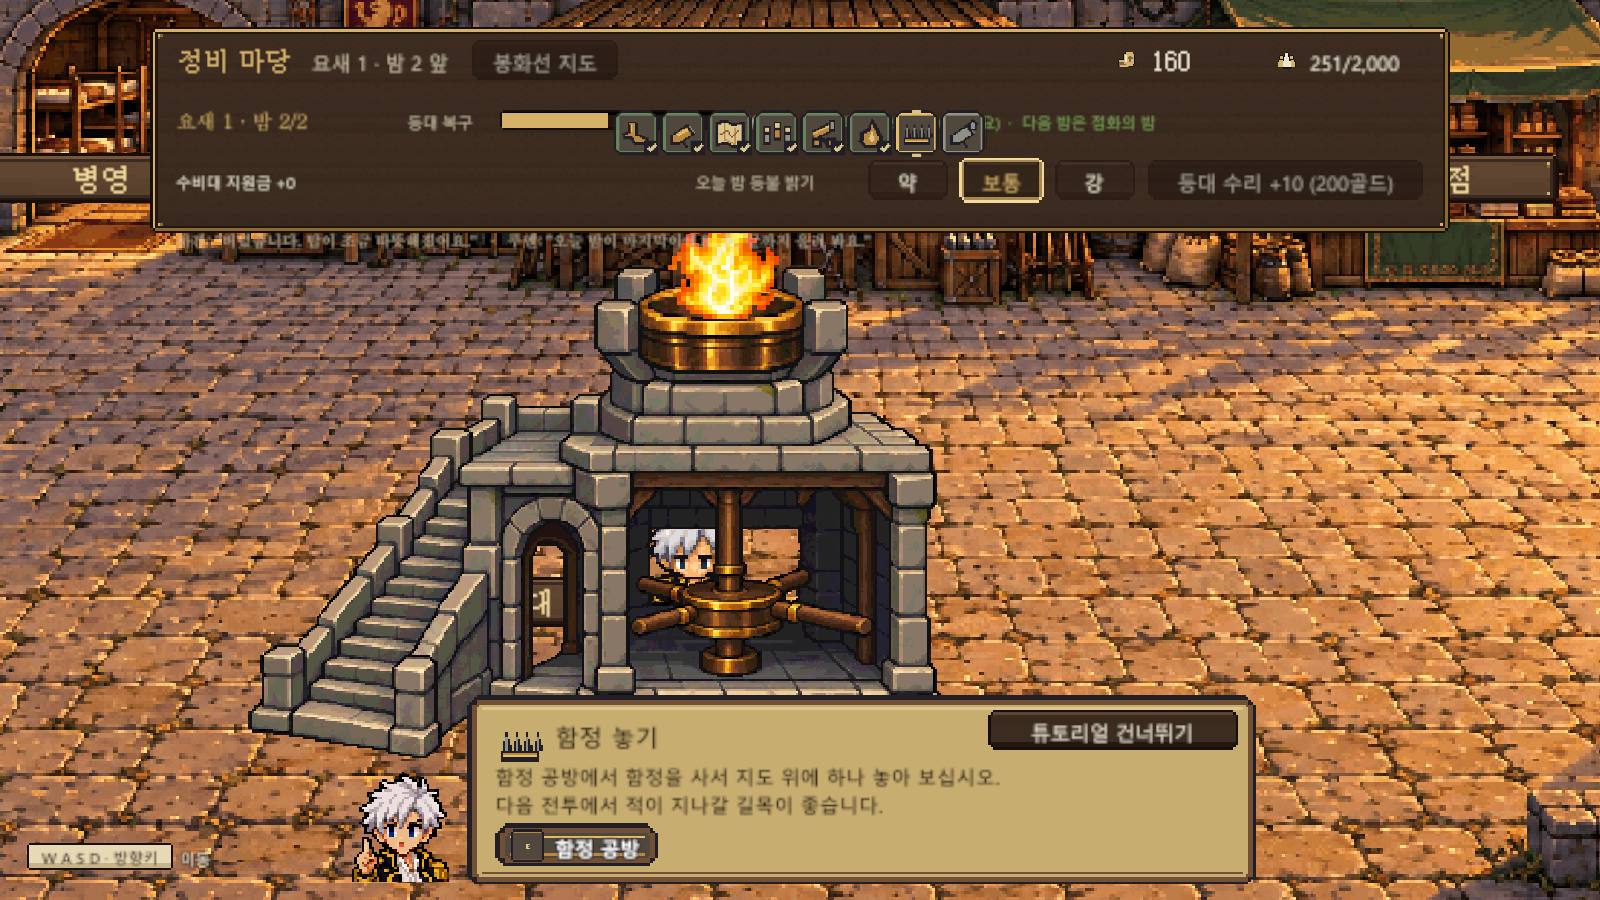 정비 마당 요새 1 · 밤 2 앞 봉화선 지도 160 251/2,000
요새 1 · 밤 2/2 등대 복구 · 다음 밤은 점화의 밤
병영
점
수비대 지원금 +0 오늘 밤 등불 밝기 약 보통 강 등대 수리 +10 (200골드)
대
함정 놓기 튜토리얼 건너뛰기
함정 공방에서 함정을 사서 지도 위에 하나 놓아 보십시오.
다음 전투에서 적이 지나갈 길목이 좋습니다.
함정 공방
WASD·방향키 이동